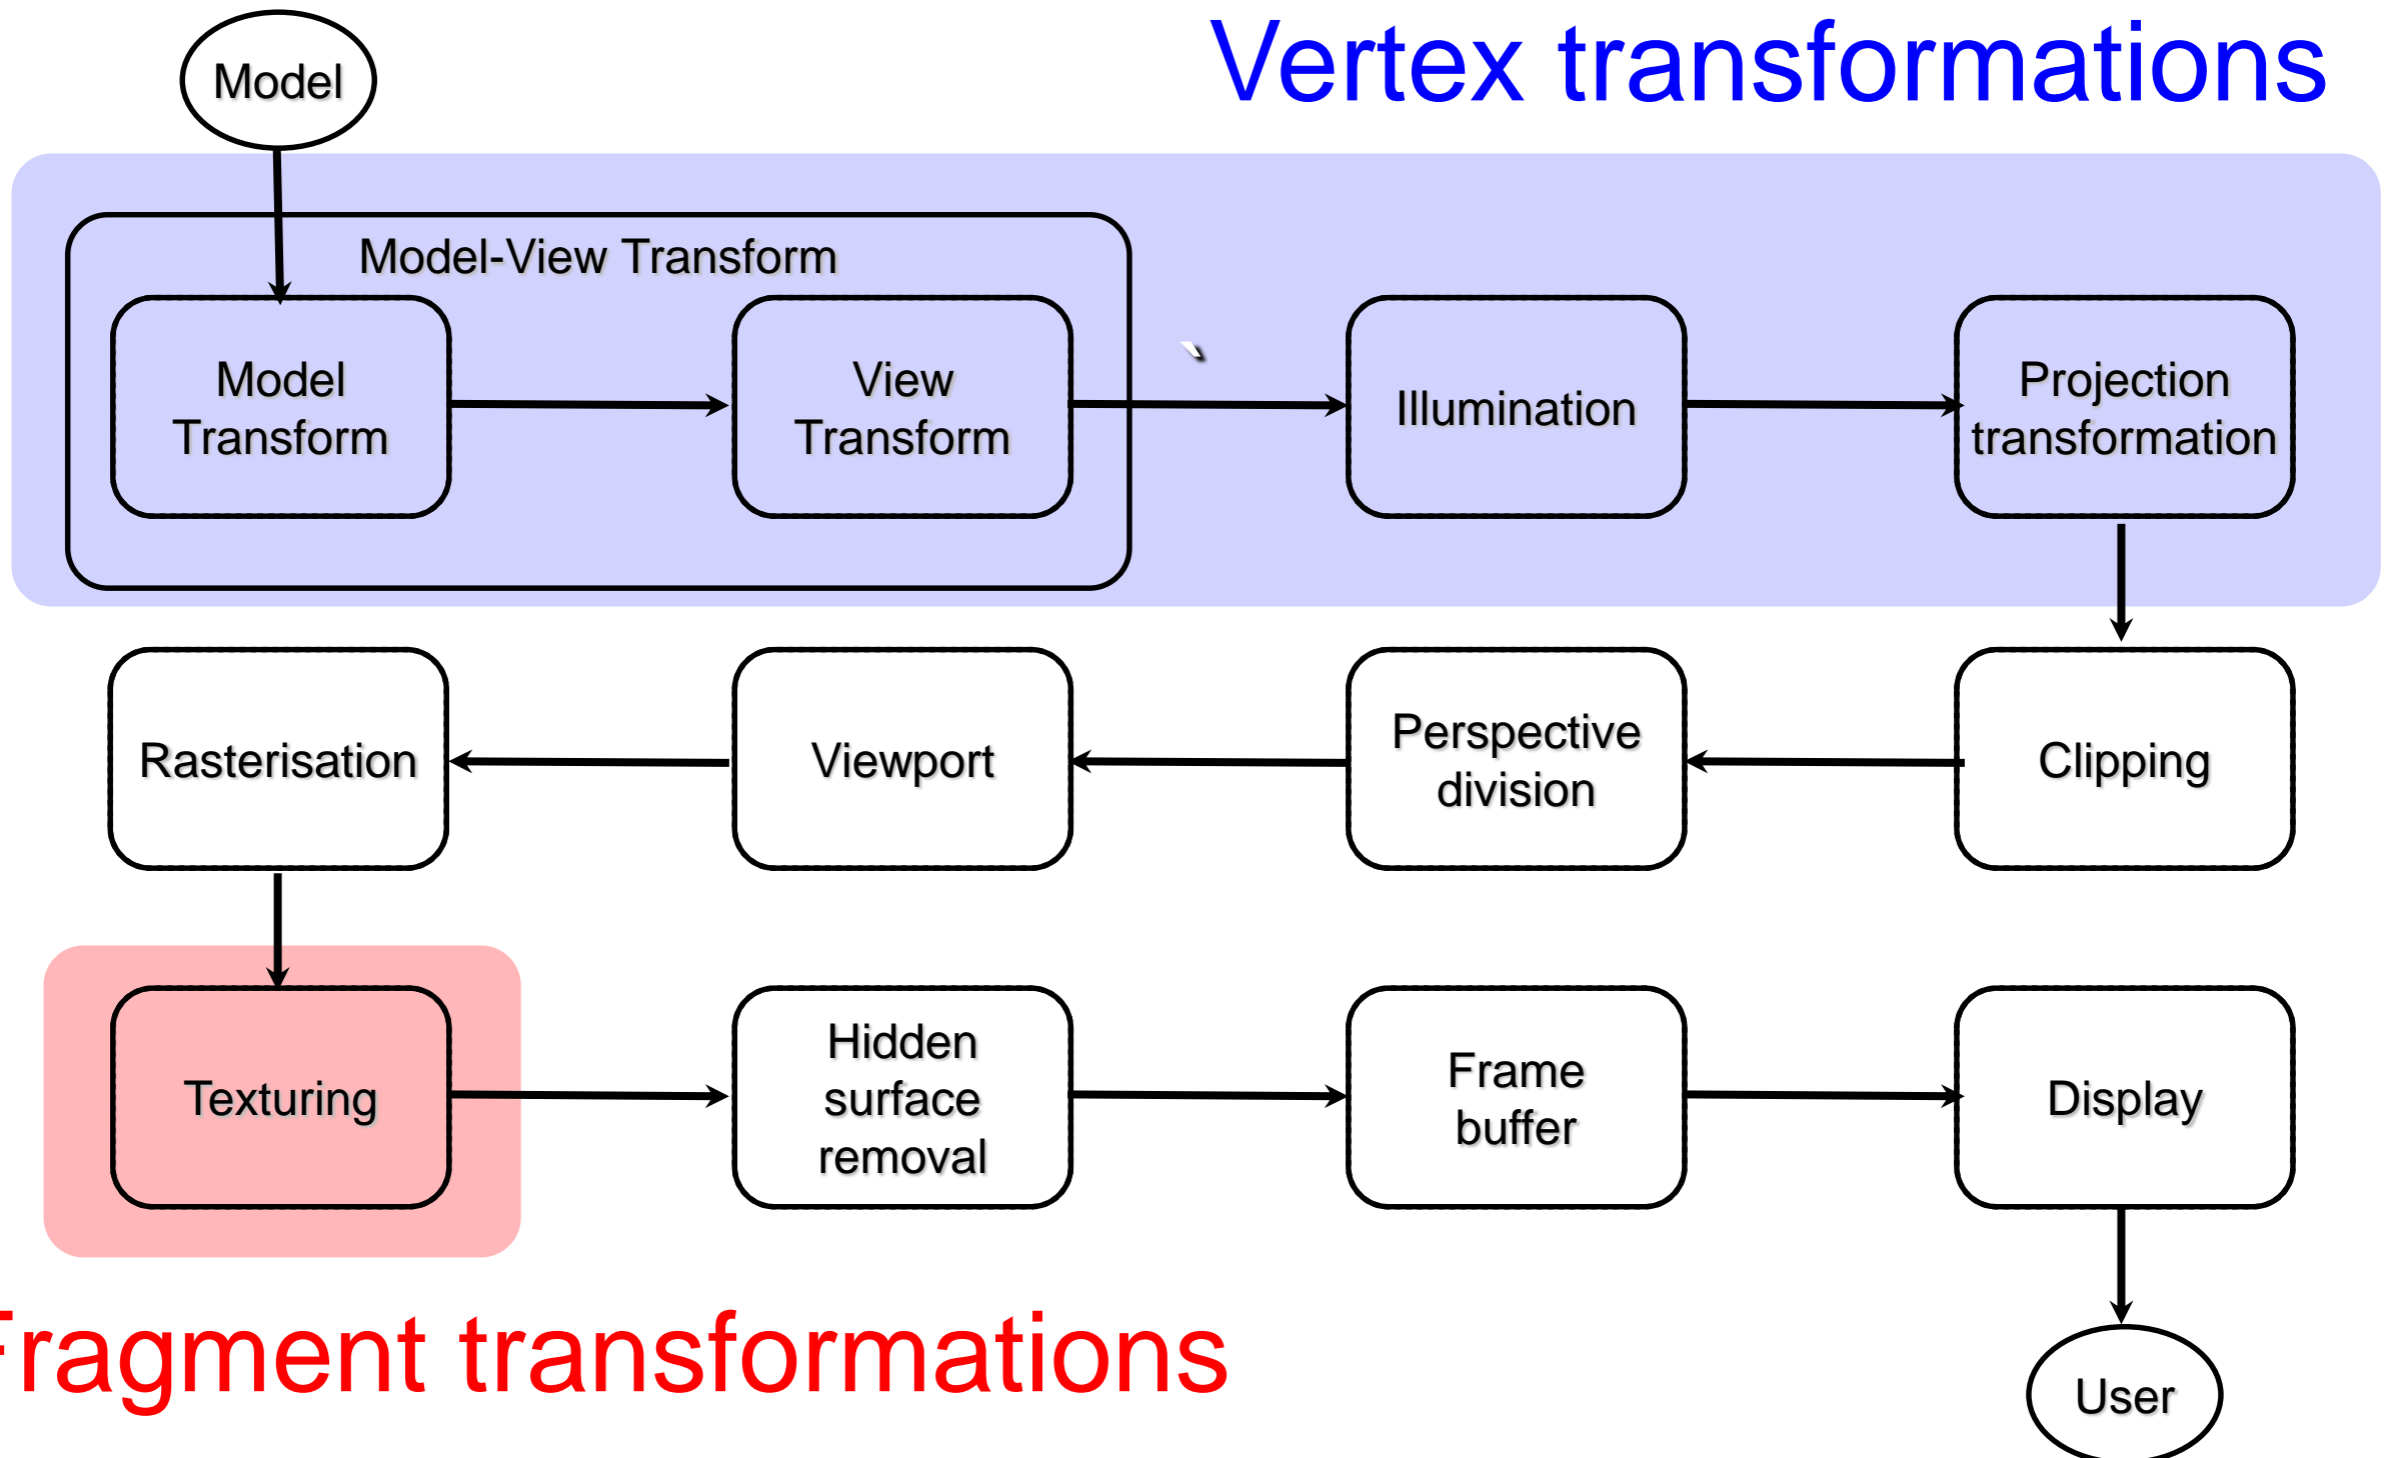 Model
Vertex transformations
Model-View Transform
Model
Transform
View
Transform
`
Illumination
Projection
transformation
Rasterisation
Viewport
Perspective
division
Clipping
Texturing
Hidden
surface
removal
Frame
buffer
Display
Fragment transformations
User